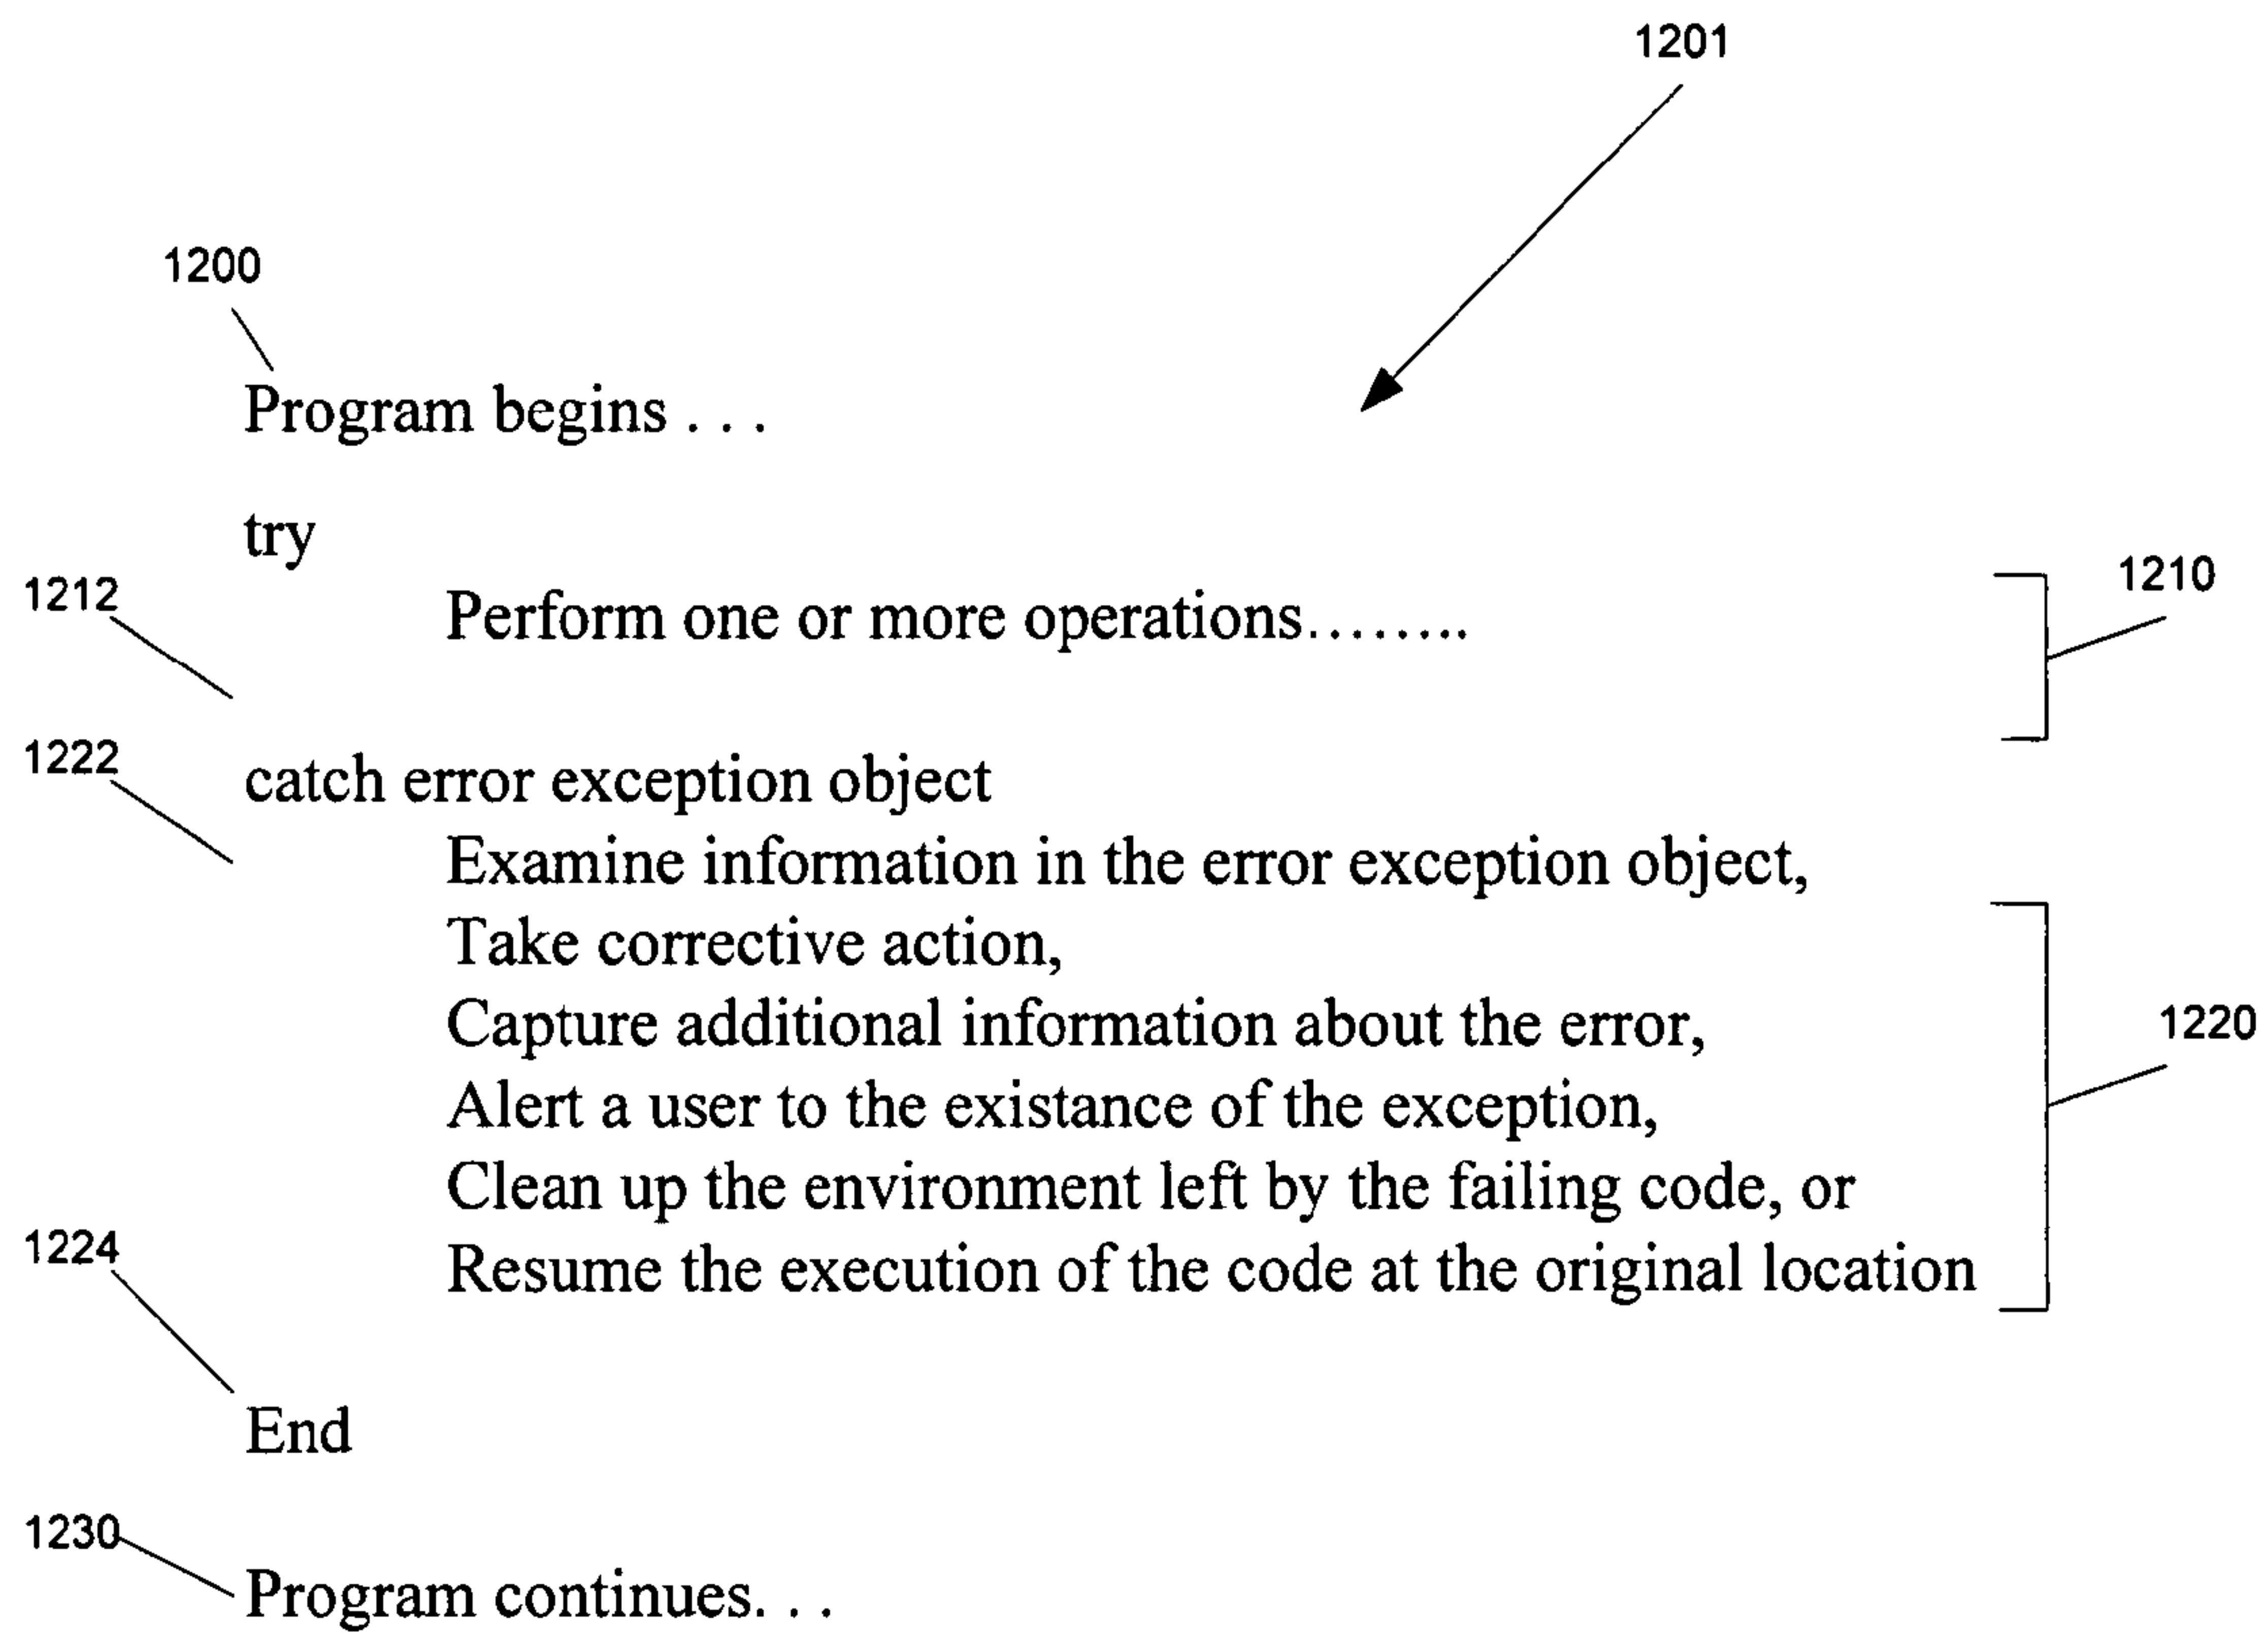 1201
1200
Program begins . . .
try
1212
1210
Perform one or more operations........
1222
catch error exception object
Examine information in the error exception object,
Take corrective action,
Capture additional information about the error,
1220
Alert a user to the existance of the exception,
Clean up the environment left by the failing code, or
1224
Resume the execution of the code at the original location
End
1230
Program continues. . .